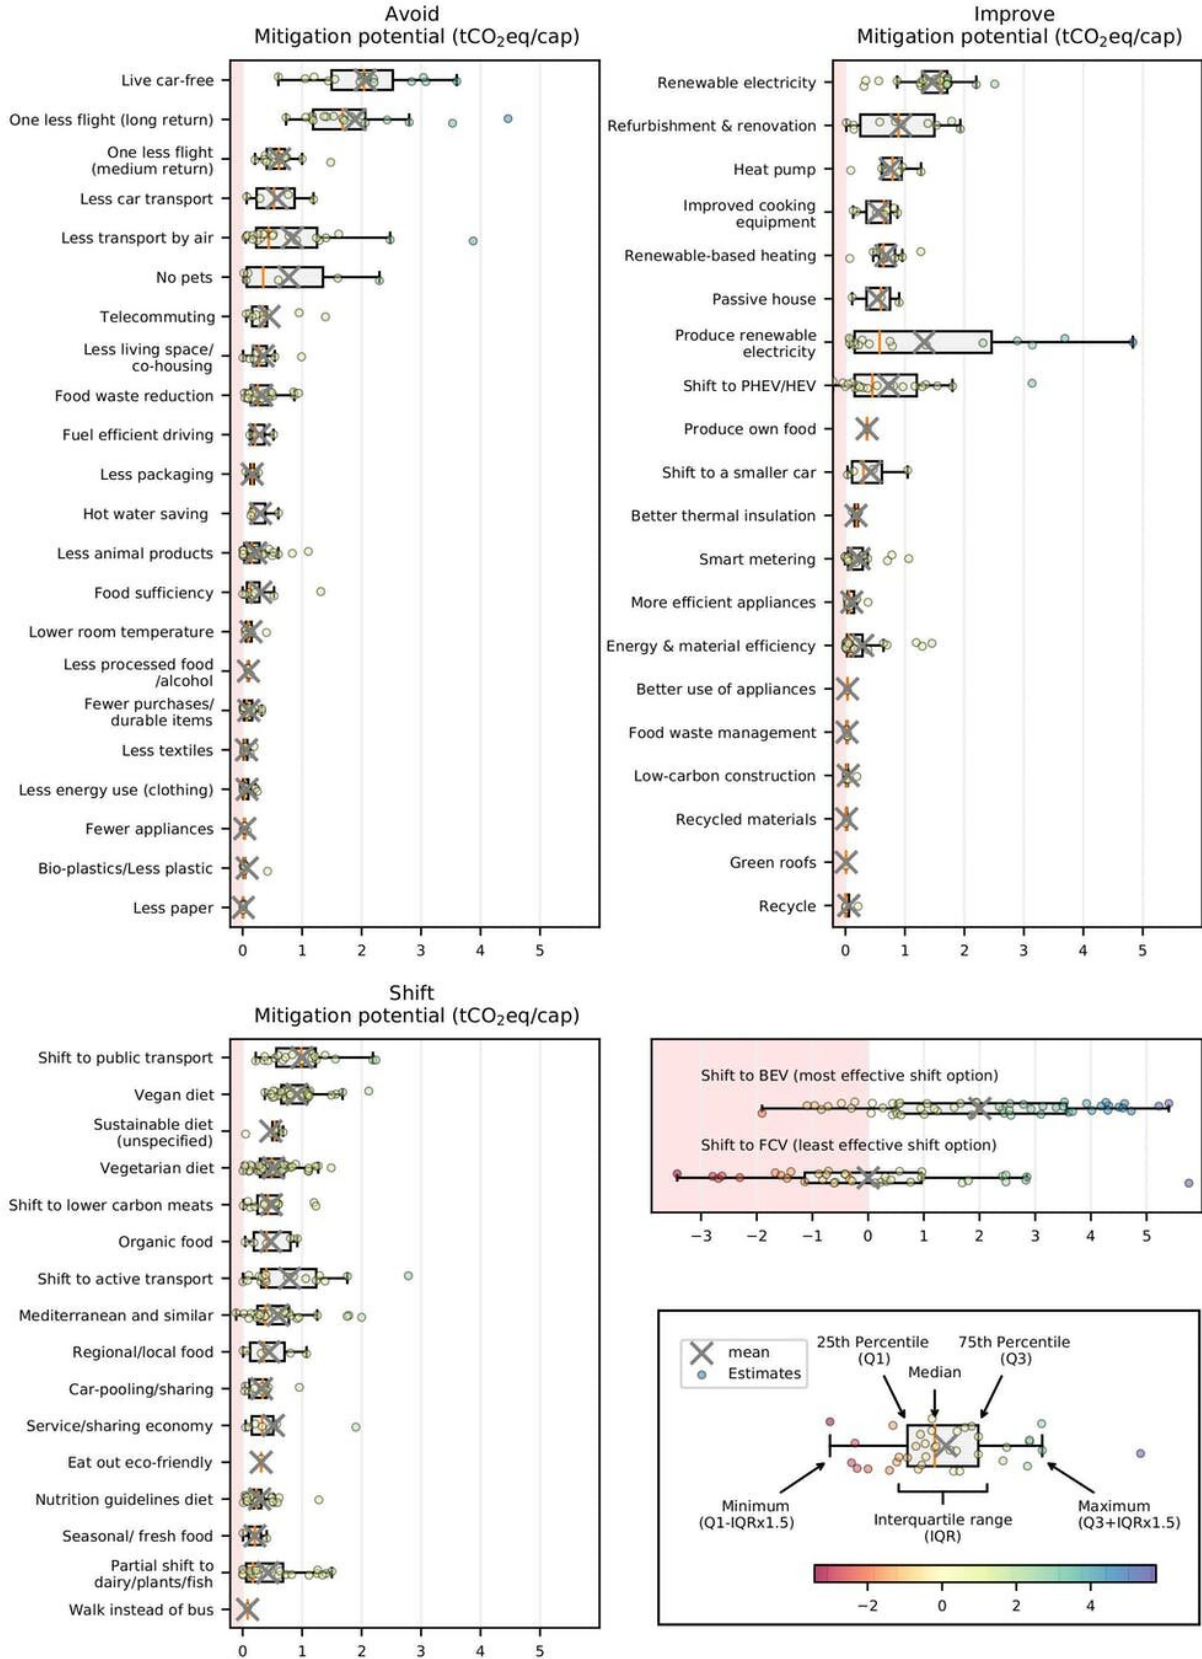 Avoid
Mitigation potential (tCO₂eq/cap)
Live car-free
One less flight (long return)
One less flight
(medium return)
Less car transport
Less transport by air
No pets
Telecommuting
Less living space/
co-housing
Food waste reduction
Fuel efficient driving
Less packaging
Hot water saving
Less animal products
Food sufficiency
Lower room temperature
Less processed food
/alcohol
Fewer purchases/
durable items
Less textiles
Less energy use (clothing)
Fewer appliances
Bio-plastics/Less plastic
Less paper
0 1 2 3 4 5
Improve
Mitigation potential (tCO₂eq/cap)
Renewable electricity
Refurbishment & renovation
Heat pump
Improved cooking
equipment
Renewable-based heating
Passive house
Produce renewable
electricity
Shift to PHEV/HEV
Produce own food
Shift to a smaller car
Better thermal insulation
Smart metering
More efficient appliances
Energy & material efficiency
Better use of appliances
Food waste management
Low-carbon construction
Recycled materials
Green roofs
Recycle
0 1 2 3 4 5
Shift
Mitigation potential (tCO₂eq/cap)
Shift to public transport
Vegan diet
Sustainable diet
(unspecified)
Vegetarian diet
Shift to lower carbon meats
Organic food
Shift to active transport
Mediterranean and similar
Regional/local food
Car-pooling/sharing
Service/sharing economy
Eat out eco-friendly
Nutrition guidelines diet
Seasonal/ fresh food
Partial shift to
dairy/plants/fish
Walk instead of bus
0 1 2 3 4 5
Shift to BEV (most effective shift option)
Shift to FCV (least effective shift option)
−3 −2 −1 0 1 2 3 4 5
mean
Estimates
25th Percentile
(Q1)
Median
75th Percentile
(Q3)
Minimum
(Q1-IQRx1.5)
Interquartile range
(IQR)
Maximum
(Q3+IQRx1.5)
−2 0 2 4